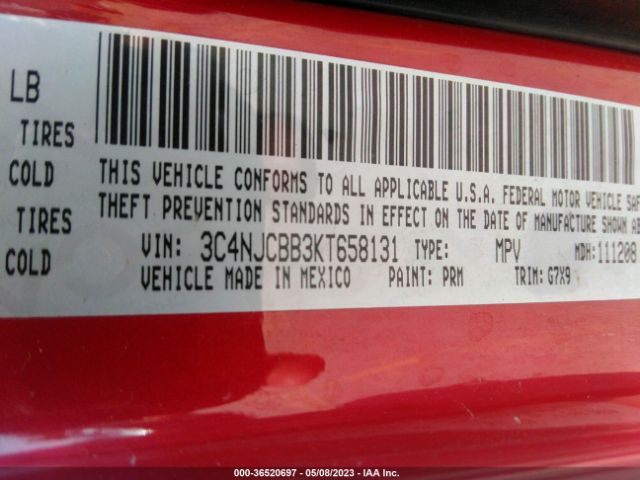 LB
TIRES
COLD
THIS VEHICLE CONFORMS TO ALL APPLICABLE U.S.A. FEDERAL MOTOR VEHICLE SAF
TIRES
THEFT PREVENTION STANDARDS IN EFFECT ON THE DATE OF MANUFACTURE SHOWN AB
COLD
VIN: 3C4NJCBB3KT658131 TYPE: MPV MDH:111208
VEHICLE MADE IN MEXICO PAINT: PRM TRIM: G7X9
000-36520697 - 05/08/2023 - IAA Inc.